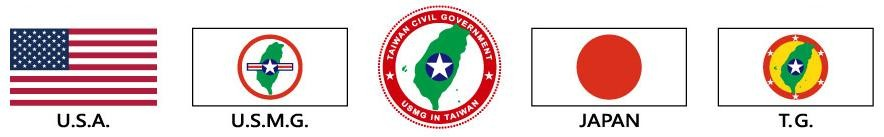 U.S.A.
U.S.M.G.
TAIWAN CIVIL GOVERNMENT
USMG IN TAIWAN
JAPAN
T.G.